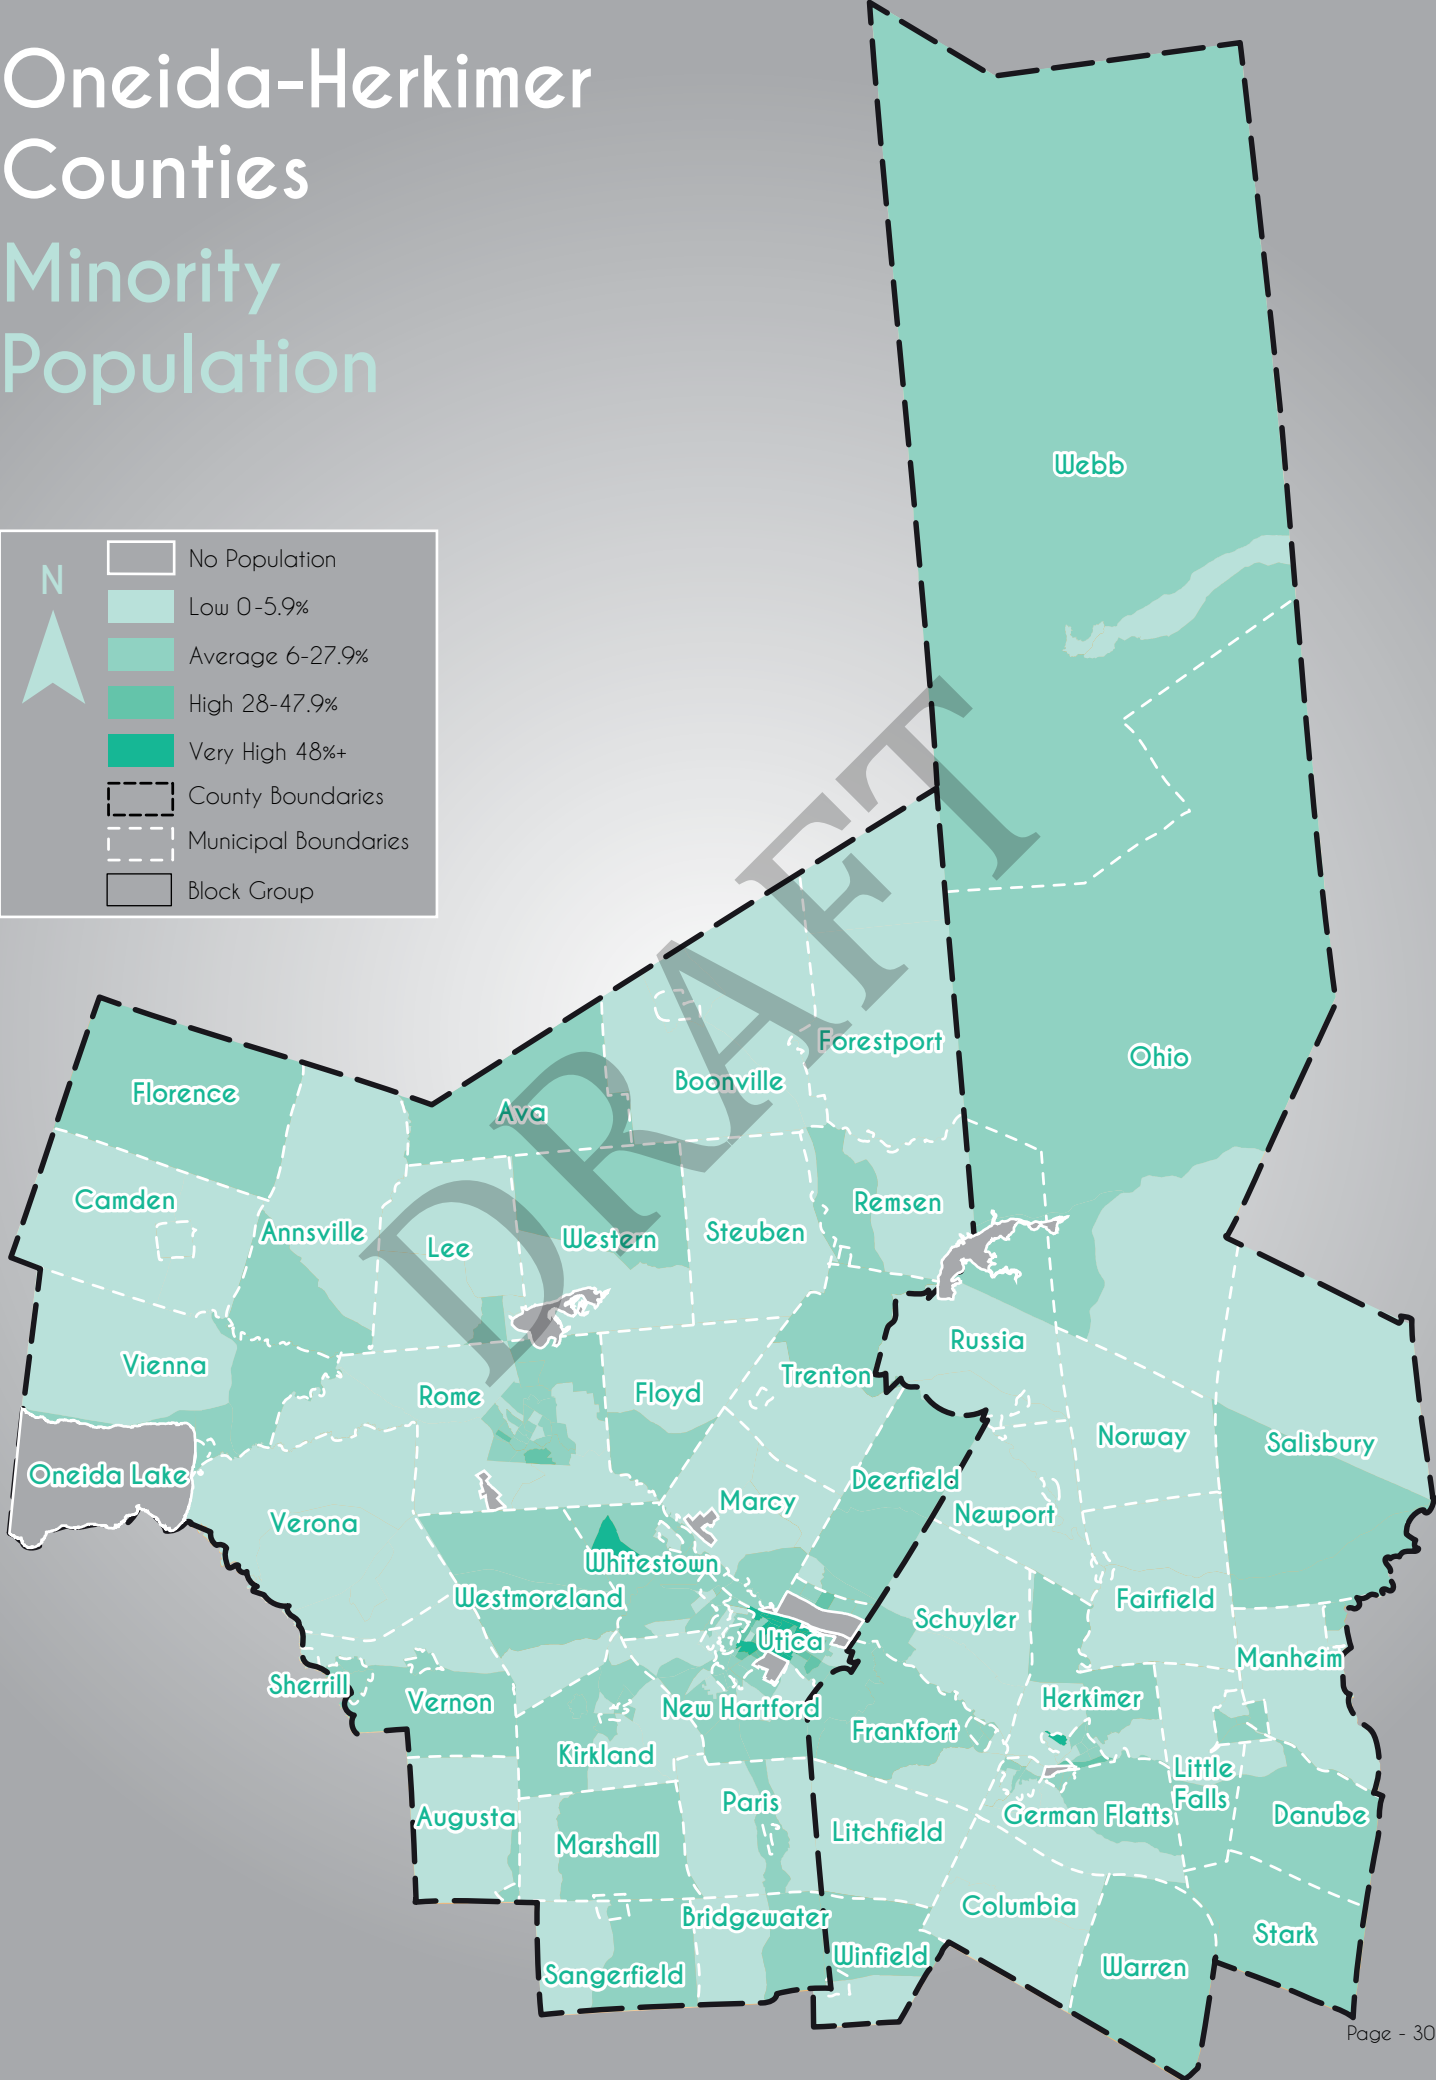 Oneida-Herkimer
Counties
Minority
Population
N
No Population
Low 0-5.9%
Average 6-27.9%
High 28-47.9%
Very High 48%+
County Boundaries
Municipal Boundaries
Block Group
DRAFT
Webb
Ohio
Forestport
Boonville
Florence
Ava
Camden
Annsville
Lee
Western
Steuben
Remsen
Russia
Vienna
Rome
Floyd
Trenton
Norway
Salisbury
Oneida Lake
Verona
Marcy
Deerfield
Newport
Whitestown
Westmoreland
Schuyler
Fairfield
Utica
Manheim
Sherrill
Vernon
New Hartford
Herkimer
Frankfort
Kirkland
Little
Falls
Augusta
Paris
German Flatts
Danube
Marshall
Litchfield
Columbia
Bridgewater
Stark
Winfield
Warren
Sangerfield
Page - 30